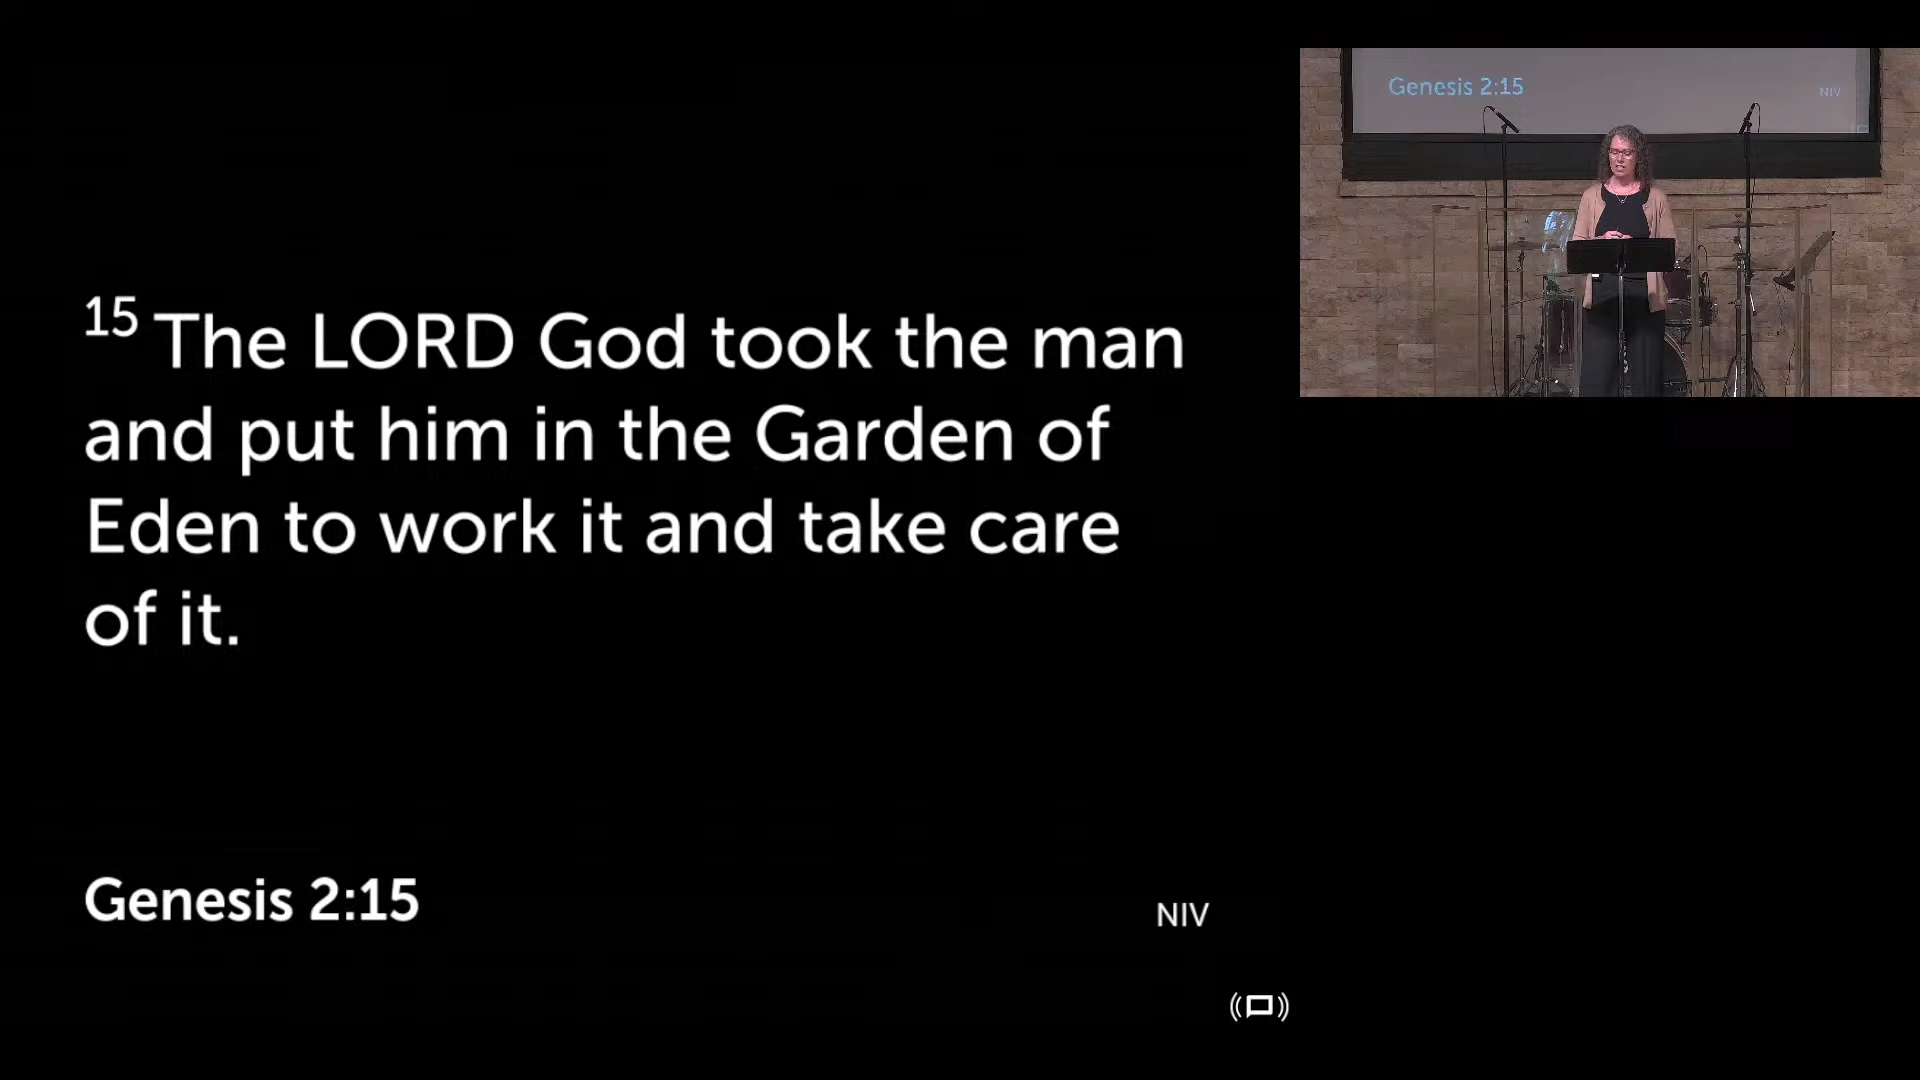 15 The LORD God took the man
and put him in the Garden of
Eden to work it and take care
of it.
Genesis 2:15
NIV
Genesis 2:15
NIV